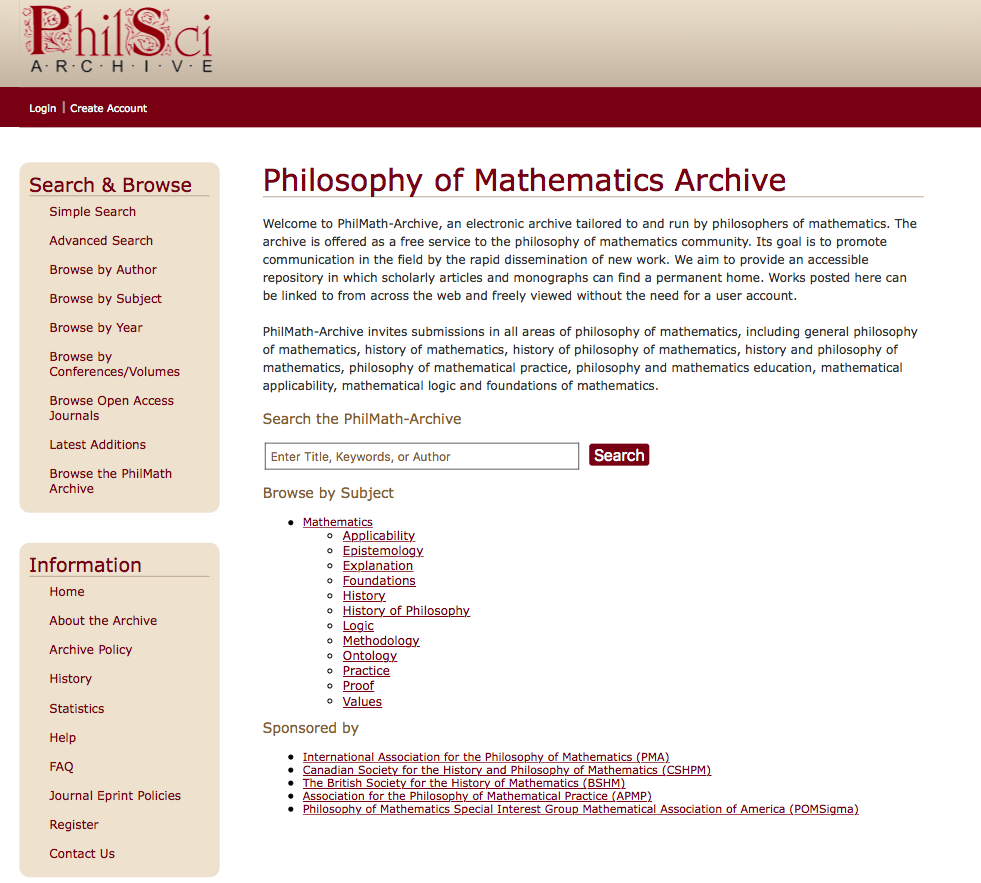 PhilSci
A·R·C·H·I·V·E
Login | Create Account
Search & Browse
Simple Search
Advanced Search
Browse by Author
Browse by Subject
Browse by Year
Browse by
Conferences/Volumes
Browse Open Access
Journals
Latest Additions
Browse the PhilMath
Archive
Information
Home
About the Archive
Archive Policy
History
Statistics
Help
FAQ
Journal Eprint Policies
Register
Contact Us
Philosophy of Mathematics Archive
Welcome to PhilMath-Archive, an electronic archive tailored to and run by philosophers of mathematics. The
archive is offered as a free service to the philosophy of mathematics community. Its goal is to promote
communication in the field by the rapid dissemination of new work. We aim to provide an accessible
repository in which scholarly articles and monographs can find a permanent home. Works posted here can
be linked to from across the web and freely viewed without the need for a user account.
PhilMath-Archive invites submissions in all areas of philosophy of mathematics, including general philosophy
of mathematics, history of mathematics, history of philosophy of mathematics, history and philosophy of
mathematics, philosophy of mathematical practice, philosophy and mathematics education, mathematical
applicability, mathematical logic and foundations of mathematics.
Search the PhilMath-Archive
Enter Title, Keywords, or Author
Search
Browse by Subject
Mathematics
Applicability
Epistemology
Explanation
Foundations
History
History of Philosophy
Logic
Methodology
Ontology
Practice
Proof
Values
Sponsored by
International Association for the Philosophy of Mathematics (PMA)
Canadian Society for the History and Philosophy of Mathematics (CSHPM)
The British Society for the History of Mathematics (BSHM)
Association for the Philosophy of Mathematical Practice (APMP)
Philosophy of Mathematics Special Interest Group Mathematical Association of America (POMSigma)